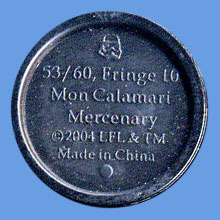 53/60, Fringe 10
Mon Calamari
Mercenary
©2004 LFL & TM
Made in China